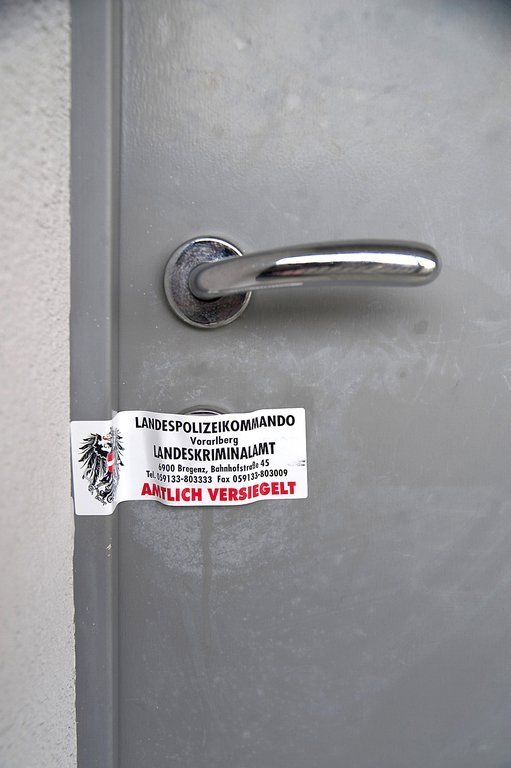 LANDESPOLIZEIKOMMANDO
Vorarlberg
LANDESKRIMINALAMT
6900 Bregenz, Bahnhofstraße 45
Tel. 059133-803333 Fax 059133-803009
AMTLICH VERSIEGELT